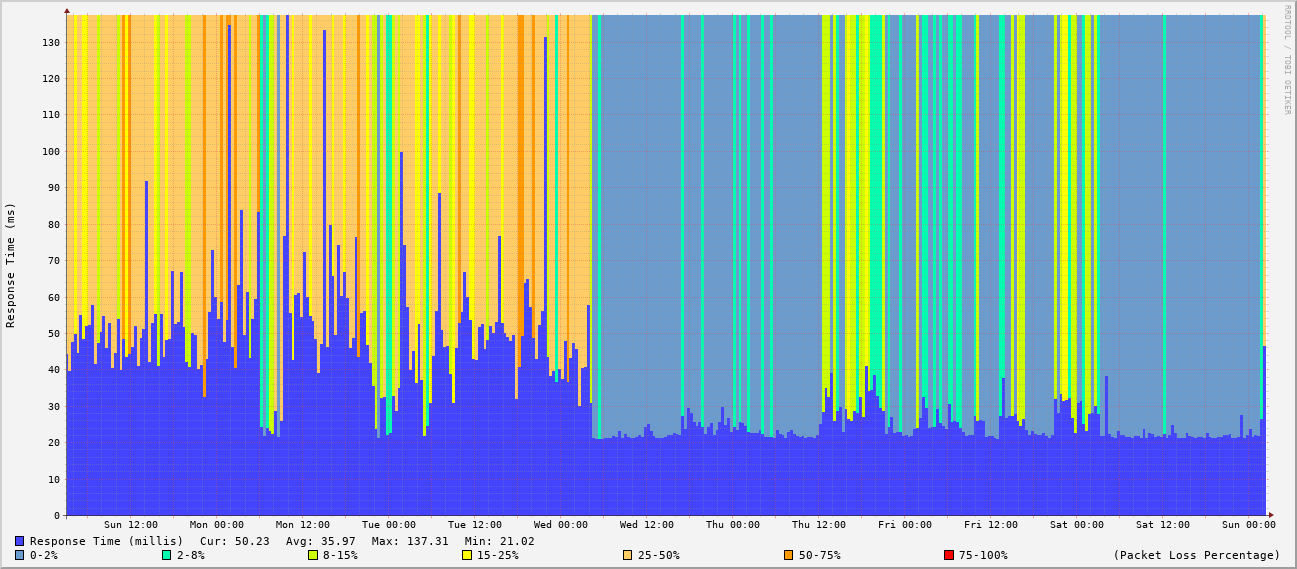 RRDTOOL / TOBI OETIKER
Response Time (ms)
130
120
110
100
90
80
70
60
50
40
30
20
10
0
Sun 12:00 Mon 00:00 Mon 12:00 Tue 00:00 Tue 12:00 Wed 00:00 Wed 12:00 Thu 00:00 Thu 12:00 Fri 00:00 Fri 12:00 Sat 00:00 Sat 12:00 Sun 00:00
Response Time (millis) Cur: 50.23 Avg: 35.97 Max: 137.31 Min: 21.02
0-2% 2-8% 8-15% 15-25% 25-50% 50-75% 75-100% (Packet Loss Percentage)